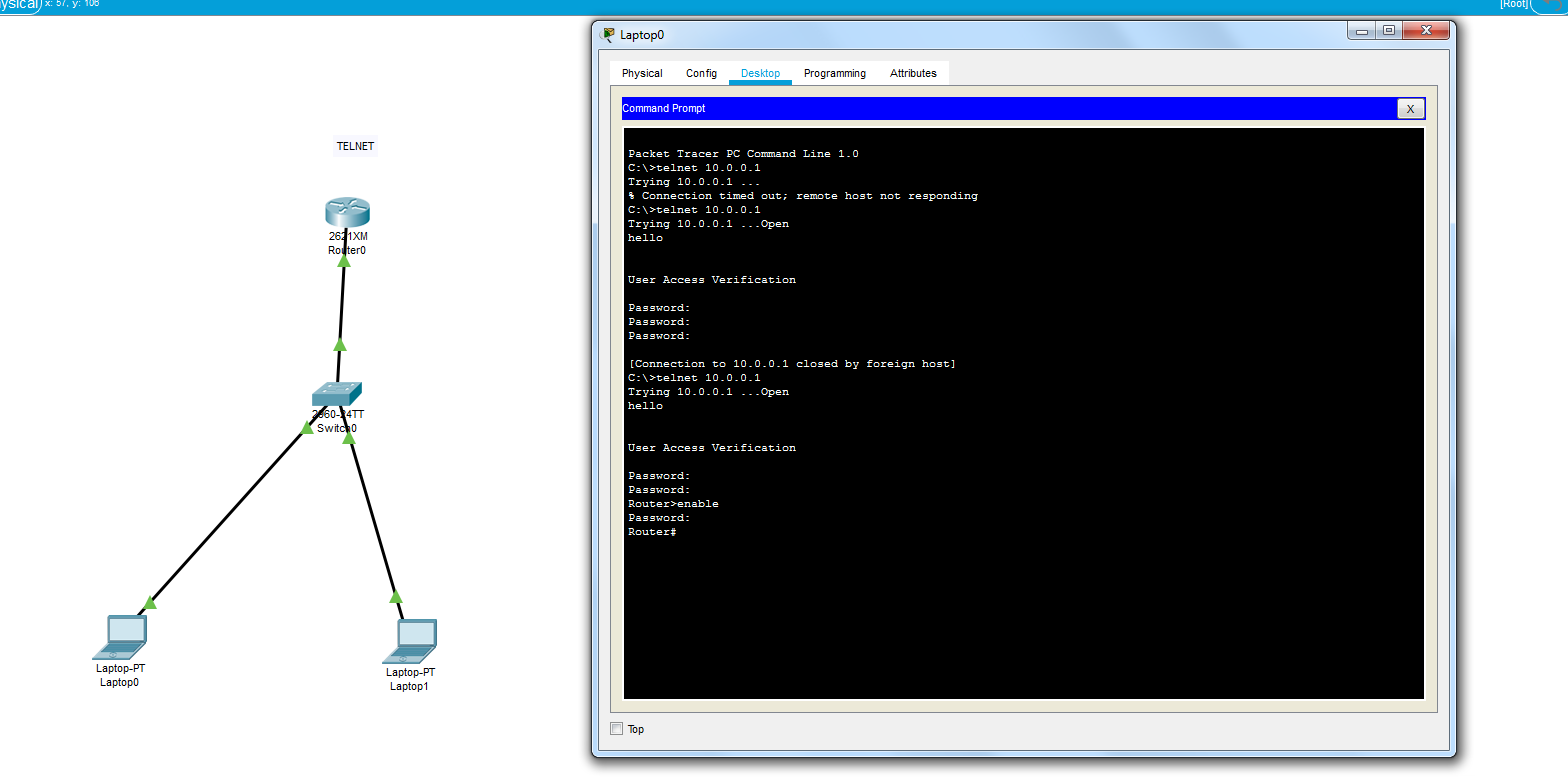 x: 57, y: 106
[Root]
TELNET
2621XM
Router0
2960-24TT
Switch0
Laptop-PT
Laptop0
Laptop-PT
Laptop1
Laptop0
Physical Config Desktop Programming Attributes
Command Prompt
X
Packet Tracer PC Command Line 1.0
C:\>telnet 10.0.0.1
Trying 10.0.0.1 ...
% Connection timed out; remote host not responding
C:\>telnet 10.0.0.1
Trying 10.0.0.1 ...Open
hello
User Access Verification
Password:
Password:
Password:
[Connection to 10.0.0.1 closed by foreign host]
C:\>telnet 10.0.0.1
Trying 10.0.0.1 ...Open
hello
User Access Verification
Password:
Password:
Router>enable
Password:
Router#
Top